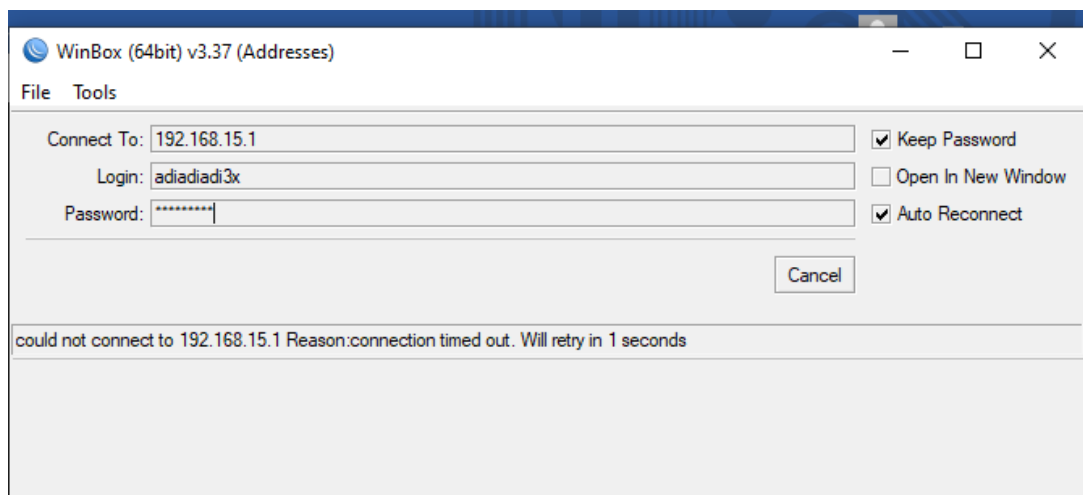 WinBox (64bit) v3.37 (Addresses)
File Tools
Connect To: 192.168.15.1 Keep Password
Login: adiadiadi3x Open In New Window
Password: ********* Auto Reconnect
Cancel
could not connect to 192.168.15.1 Reason:connection timed out. Will retry in 1 seconds